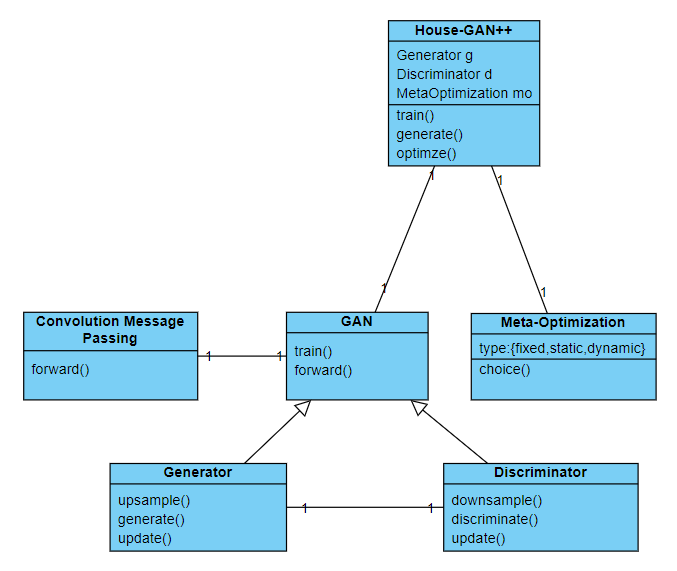 House-GAN++
Generator g
Discriminator d
MetaOptimization mo
train()
generate()
optimze()
1
1
1
1
Convolution Message
Passing
forward()
1
1
GAN
train()
forward()
Meta-Optimization
type:{fixed,static,dynamic}
choice()
Generator
upsample()
generate()
update()
1
1
Discriminator
downsample()
discriminate()
update()